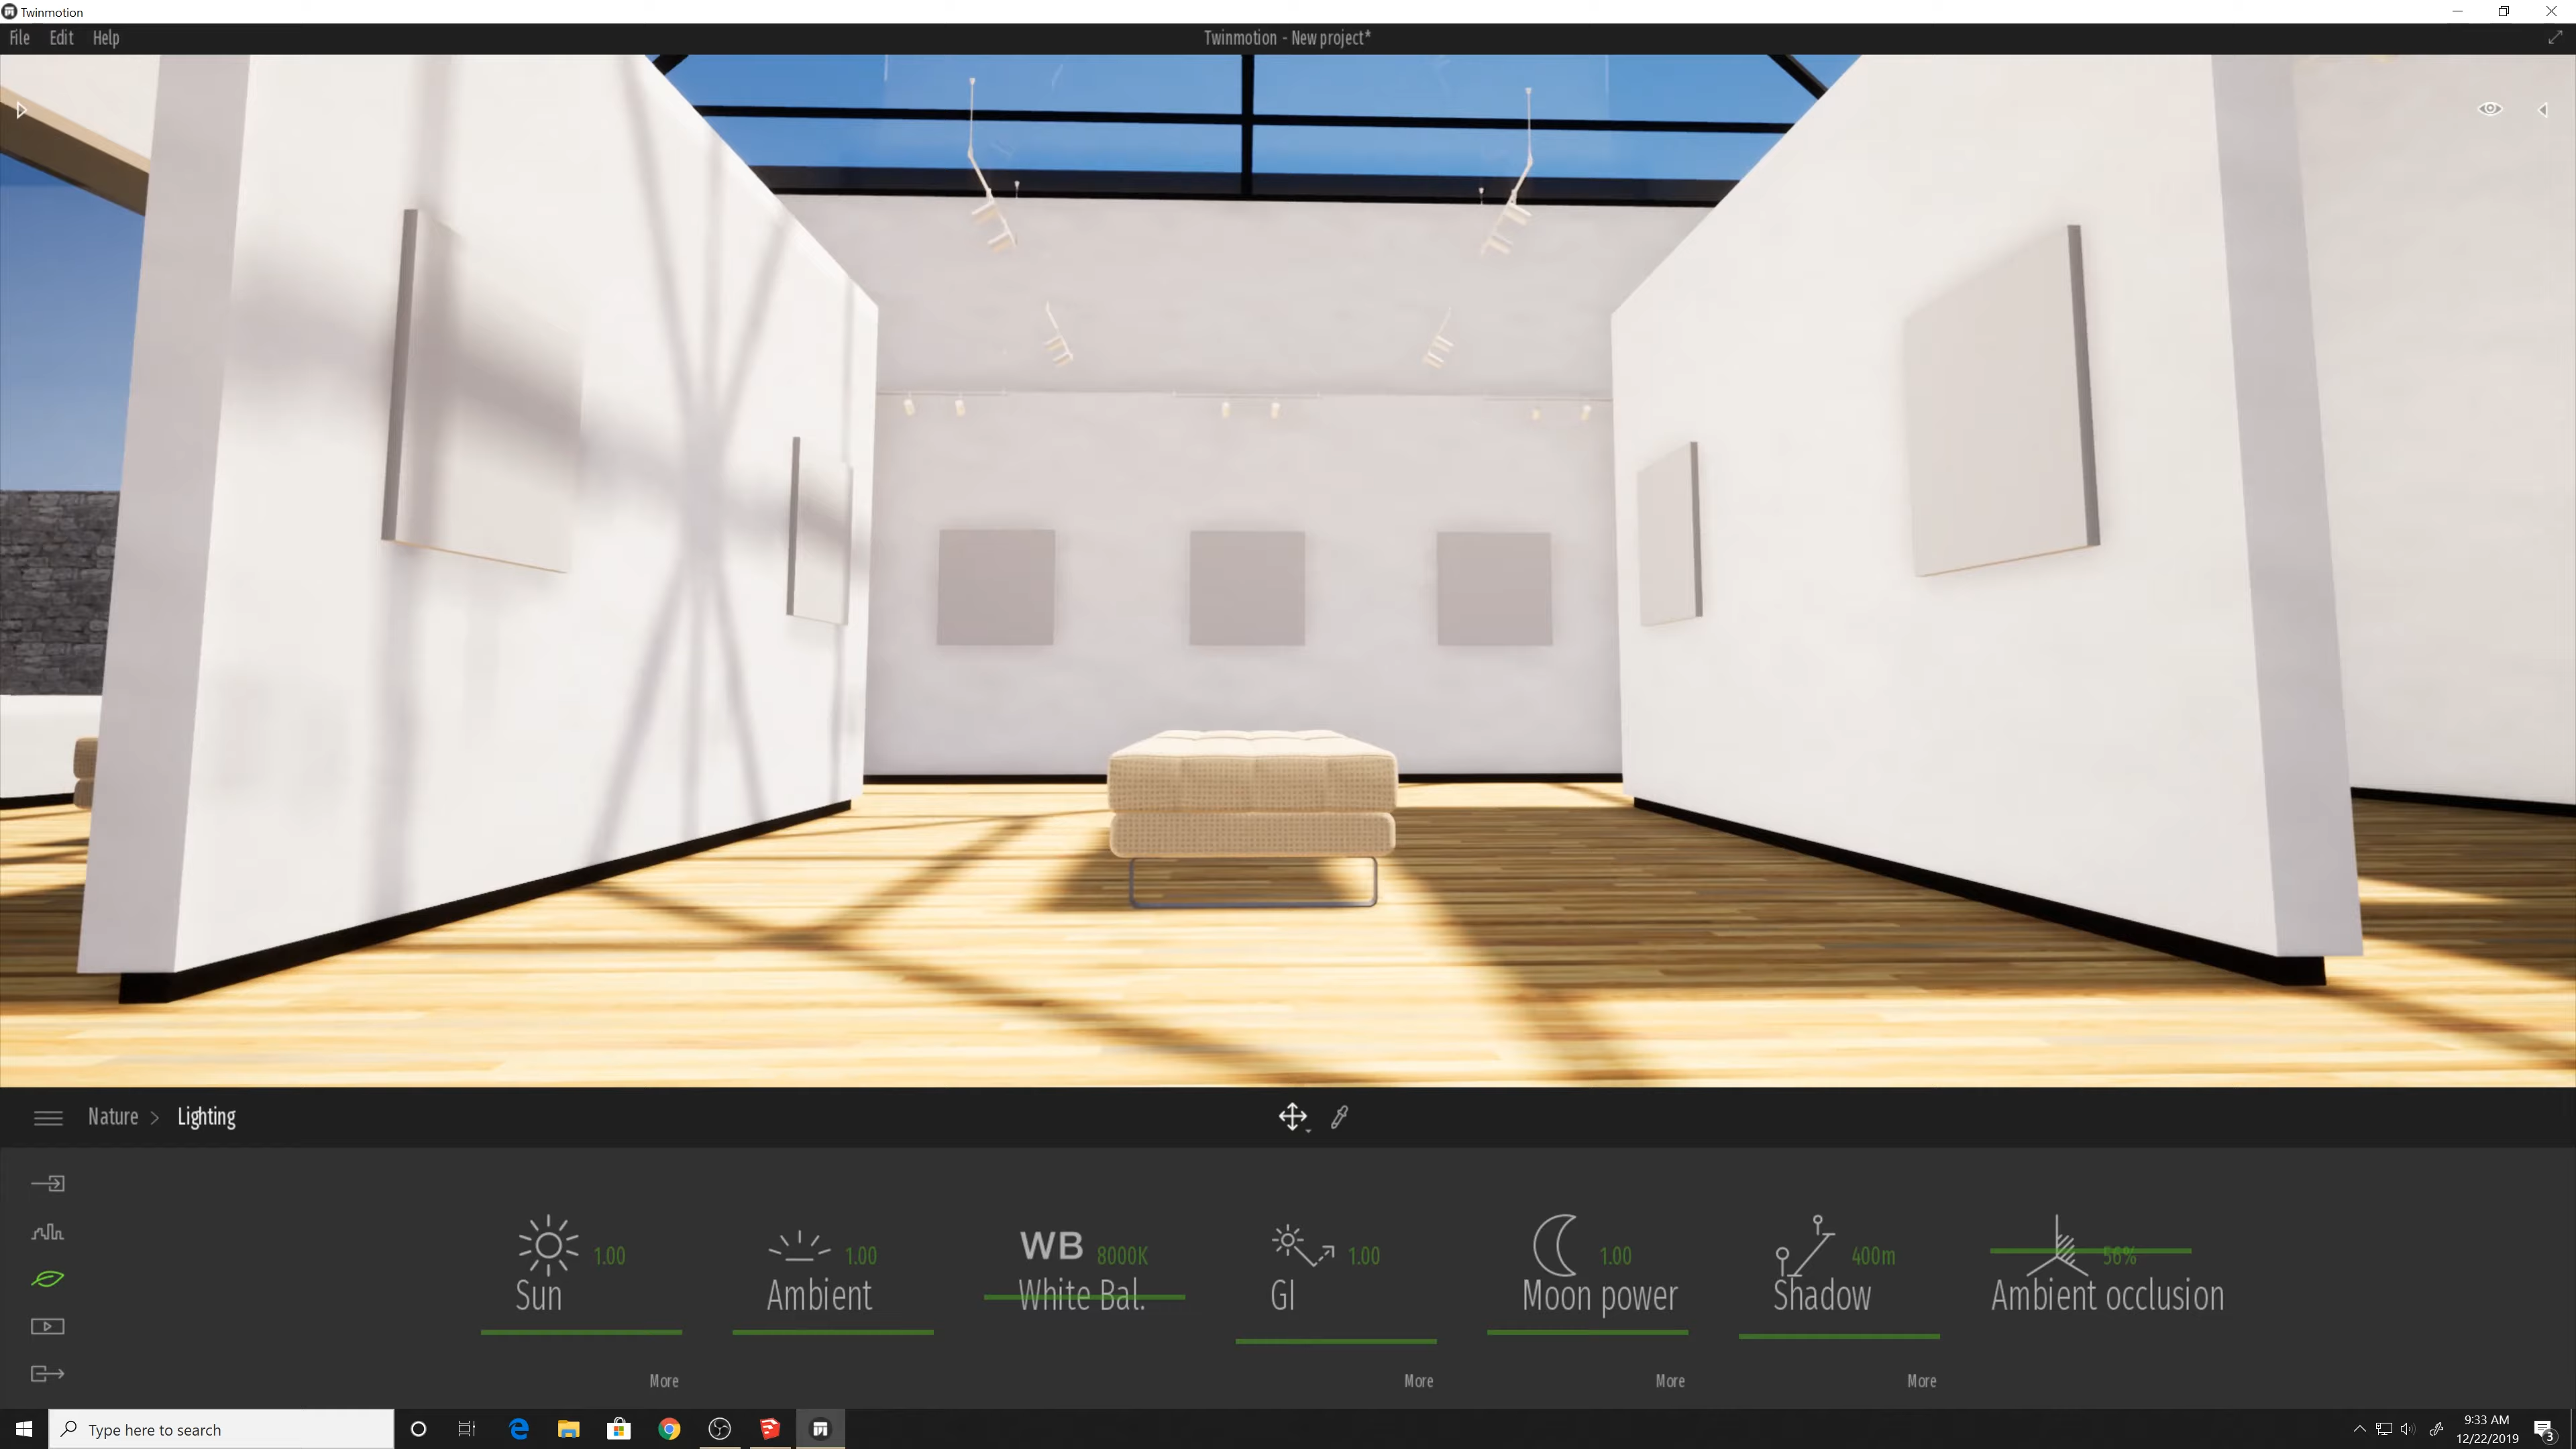 Twinmotion
File Edit Help
Twinmotion - New project*
Nature > Lighting
1.00
Sun
1.00
Ambient
WB 8000K
White Bal.
1.00
GI
1.00
Moon power
400m
Shadow
56%
Ambient occlusion
More
More
More
More
Type here to search
9:33 AM
12/22/2019
3